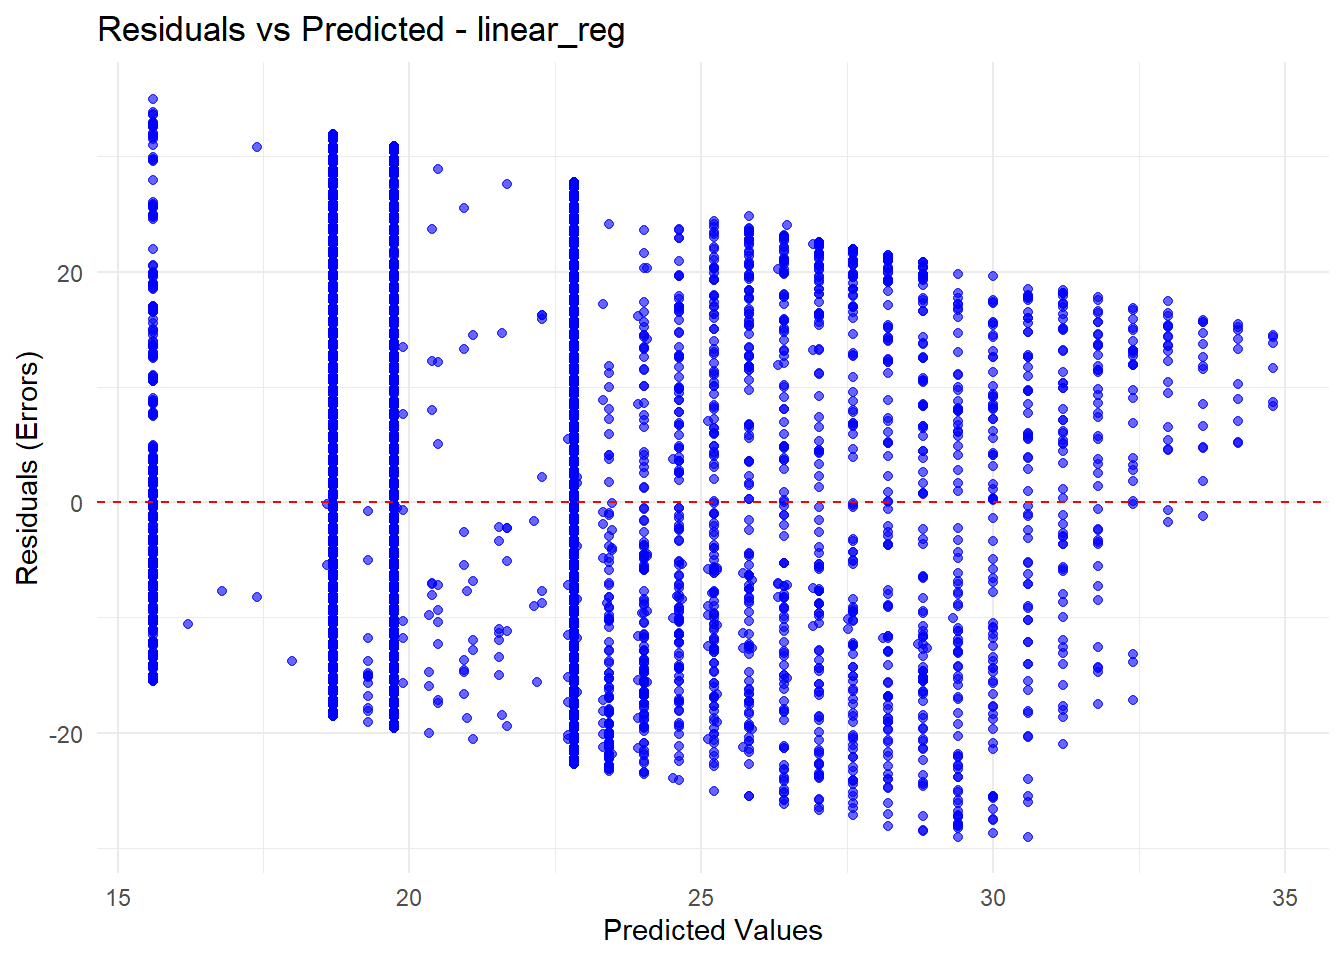 Residuals vs Predicted - linear_reg
Residuals (Errors)
20
0
-20
15
20
25
30
35
Predicted Values